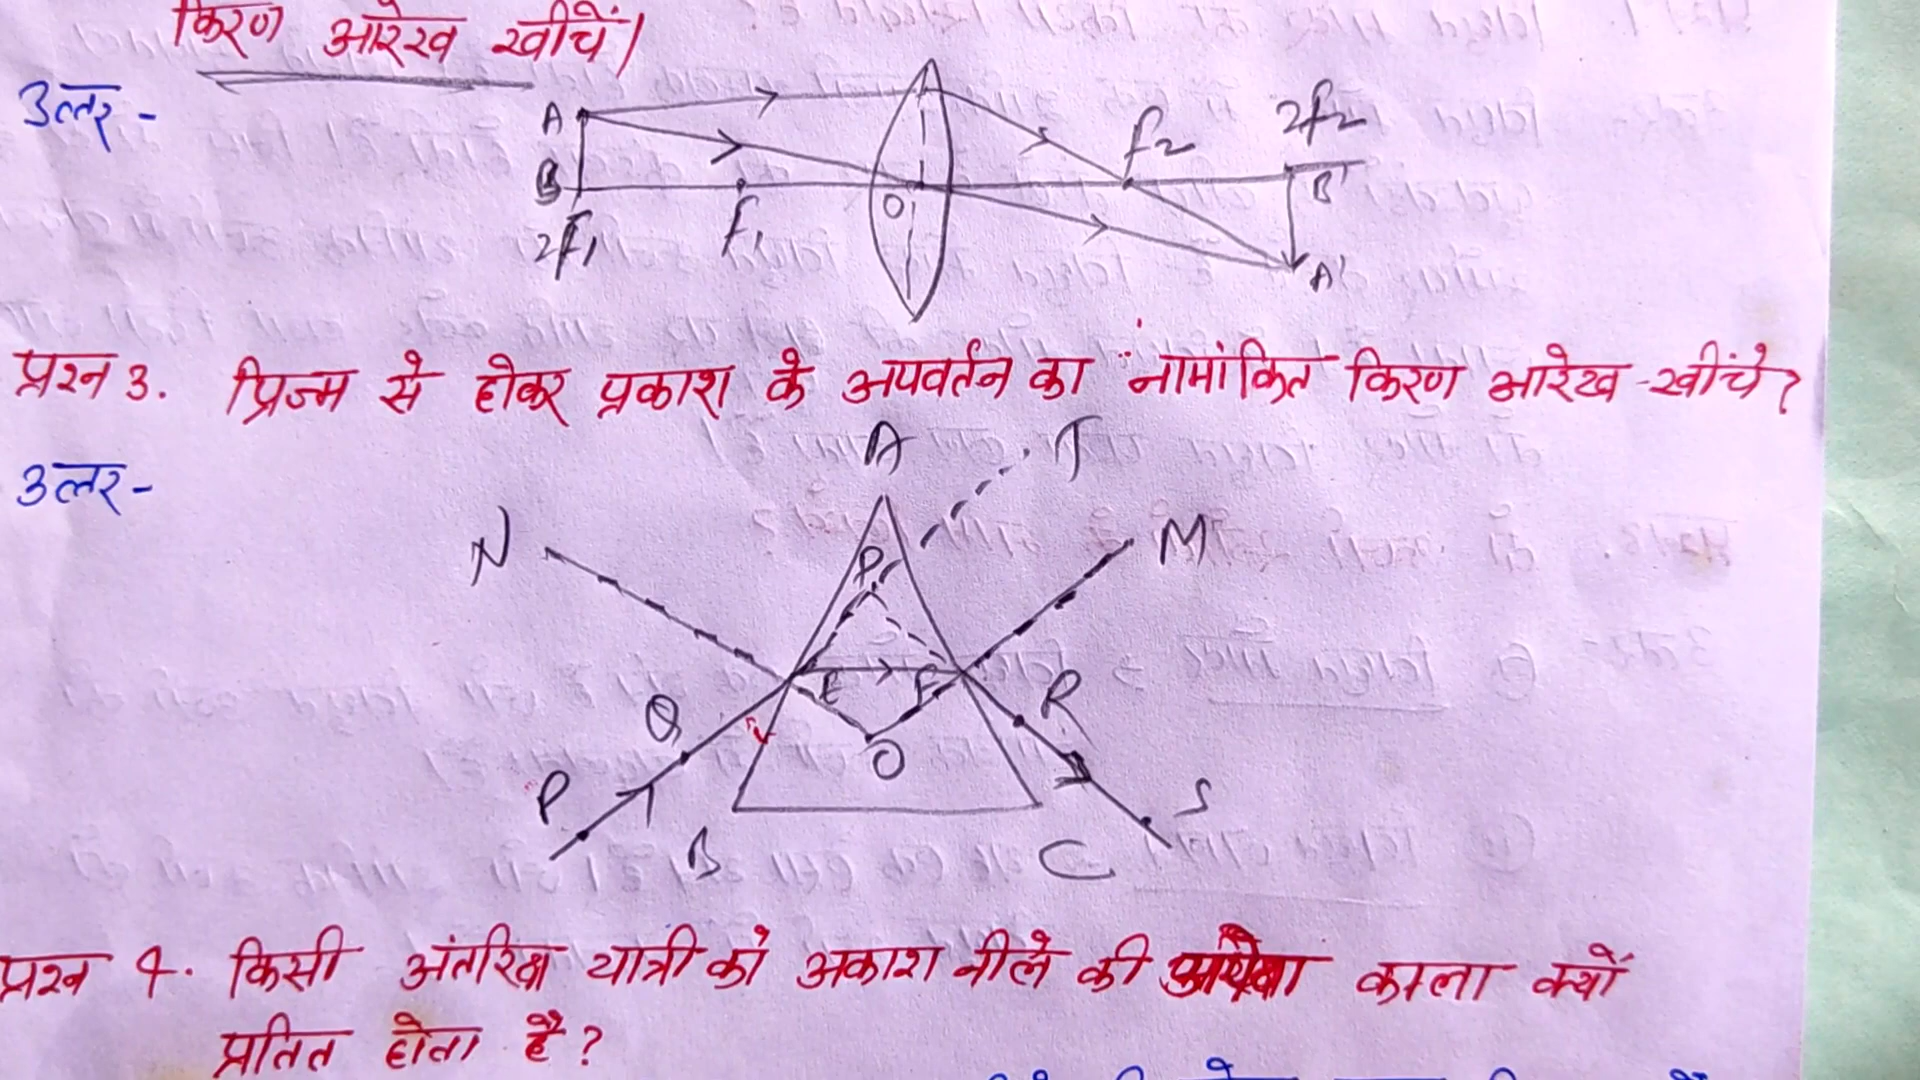 किरण आरेख खींचें।
उत्तर-
A
B
2F1
F1
O
F2
2F2
B'
A'
प्रश्न 3. प्रिज्म से होकर प्रकाश के अपवर्तन का नामांकित किरण आरेख खींचे?
उत्तर-
A
T
N
M
P
E
F
Q
R
O
P
S
B
C
प्रश्न 4. किसी अंतरिक्ष यात्री को अकाश नीले की अपेक्षा काला क्यों
प्रतित होता है?